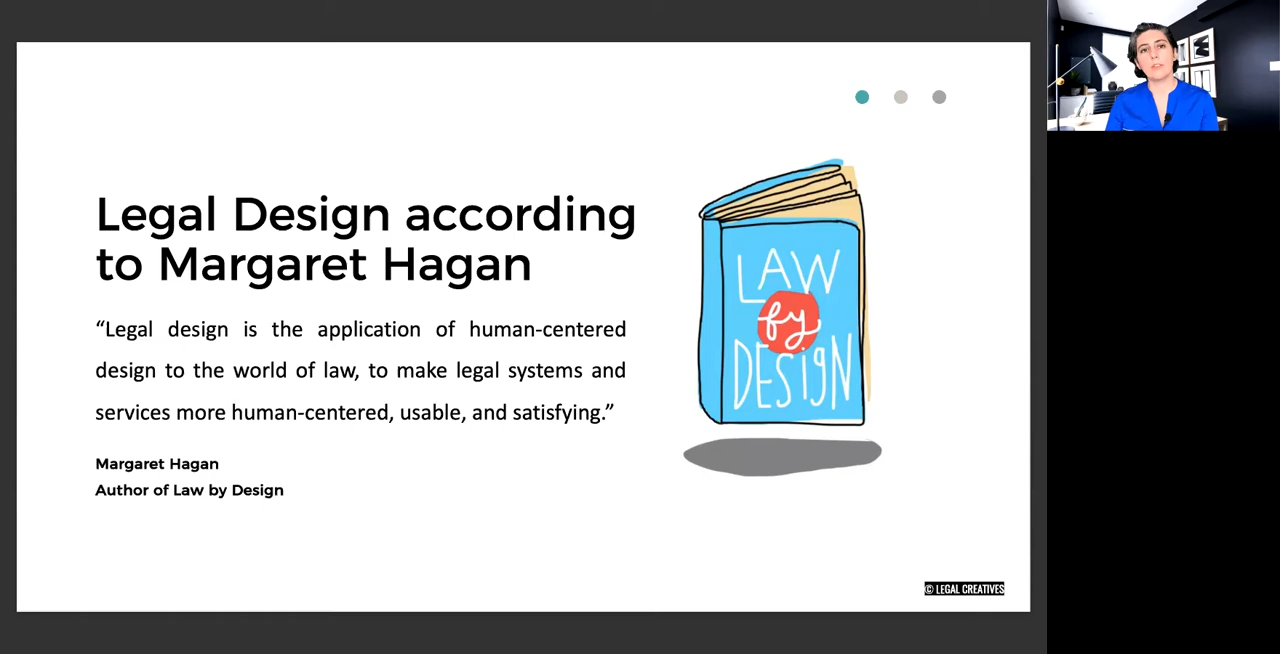 Legal Design according
to Margaret Hagan
“Legal design is the application of human-centered
design to the world of law, to make legal systems and
services more human-centered, usable, and satisfying.”
Margaret Hagan
Author of Law by Design
LAW
by
DESIGN
© LEGAL CREATIVES